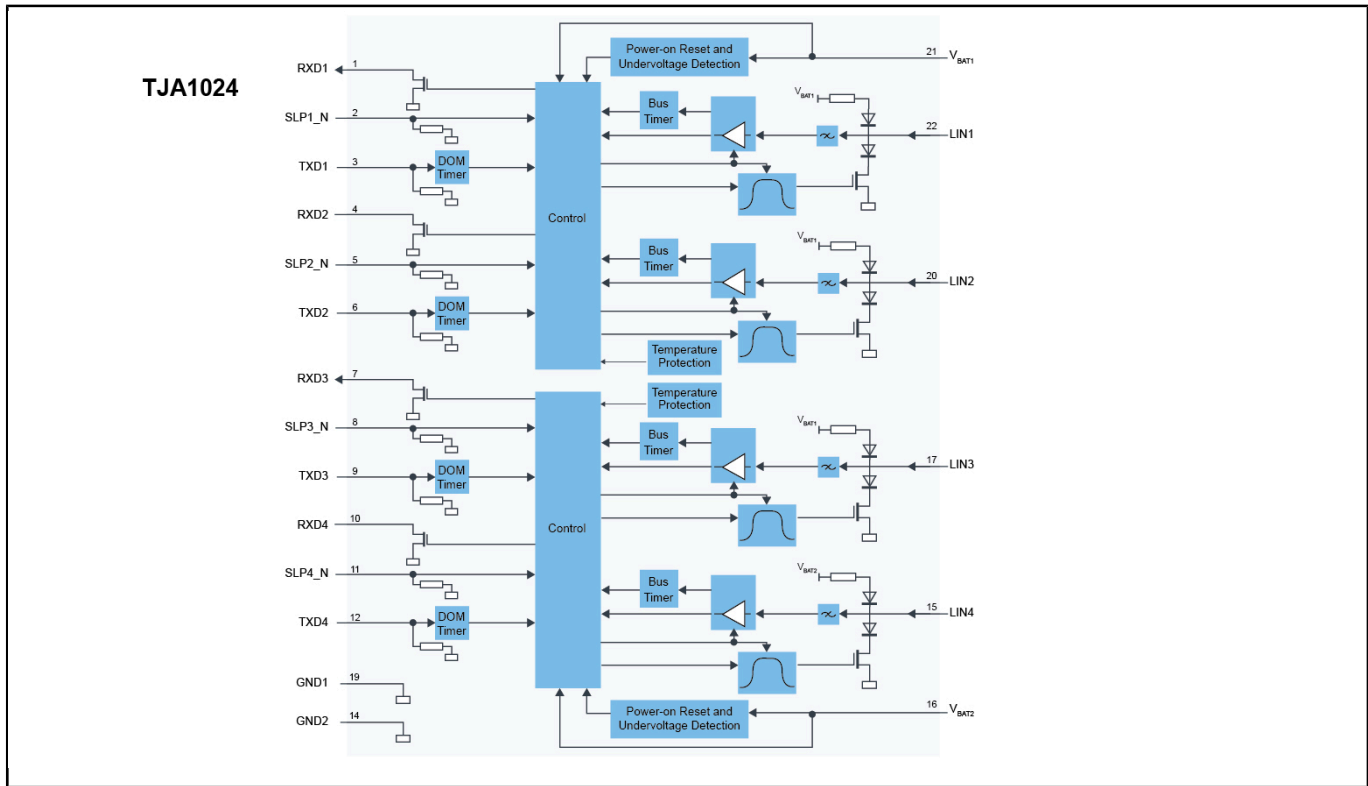 TJA1024
Power-on Reset and
Undervoltage Detection
21
VBAT1
RXD1
1
VBAT1
SLP1_N
2
Bus
Timer
22
LIN1
TXD1
3
DOM
Timer
RXD2
4
Control
VBAT1
SLP2_N
5
Bus
Timer
20
LIN2
TXD2
6
DOM
Timer
Temperature
Protection
RXD3
7
Temperature
Protection
SLP3_N
8
VBAT1
Bus
Timer
17
LIN3
TXD3
9
DOM
Timer
RXD4
10
Control
SLP4_N
11
VBAT2
Bus
Timer
15
LIN4
TXD4
12
DOM
Timer
GND1
19
Power-on Reset and
Undervoltage Detection
16
VBAT2
GND2
14